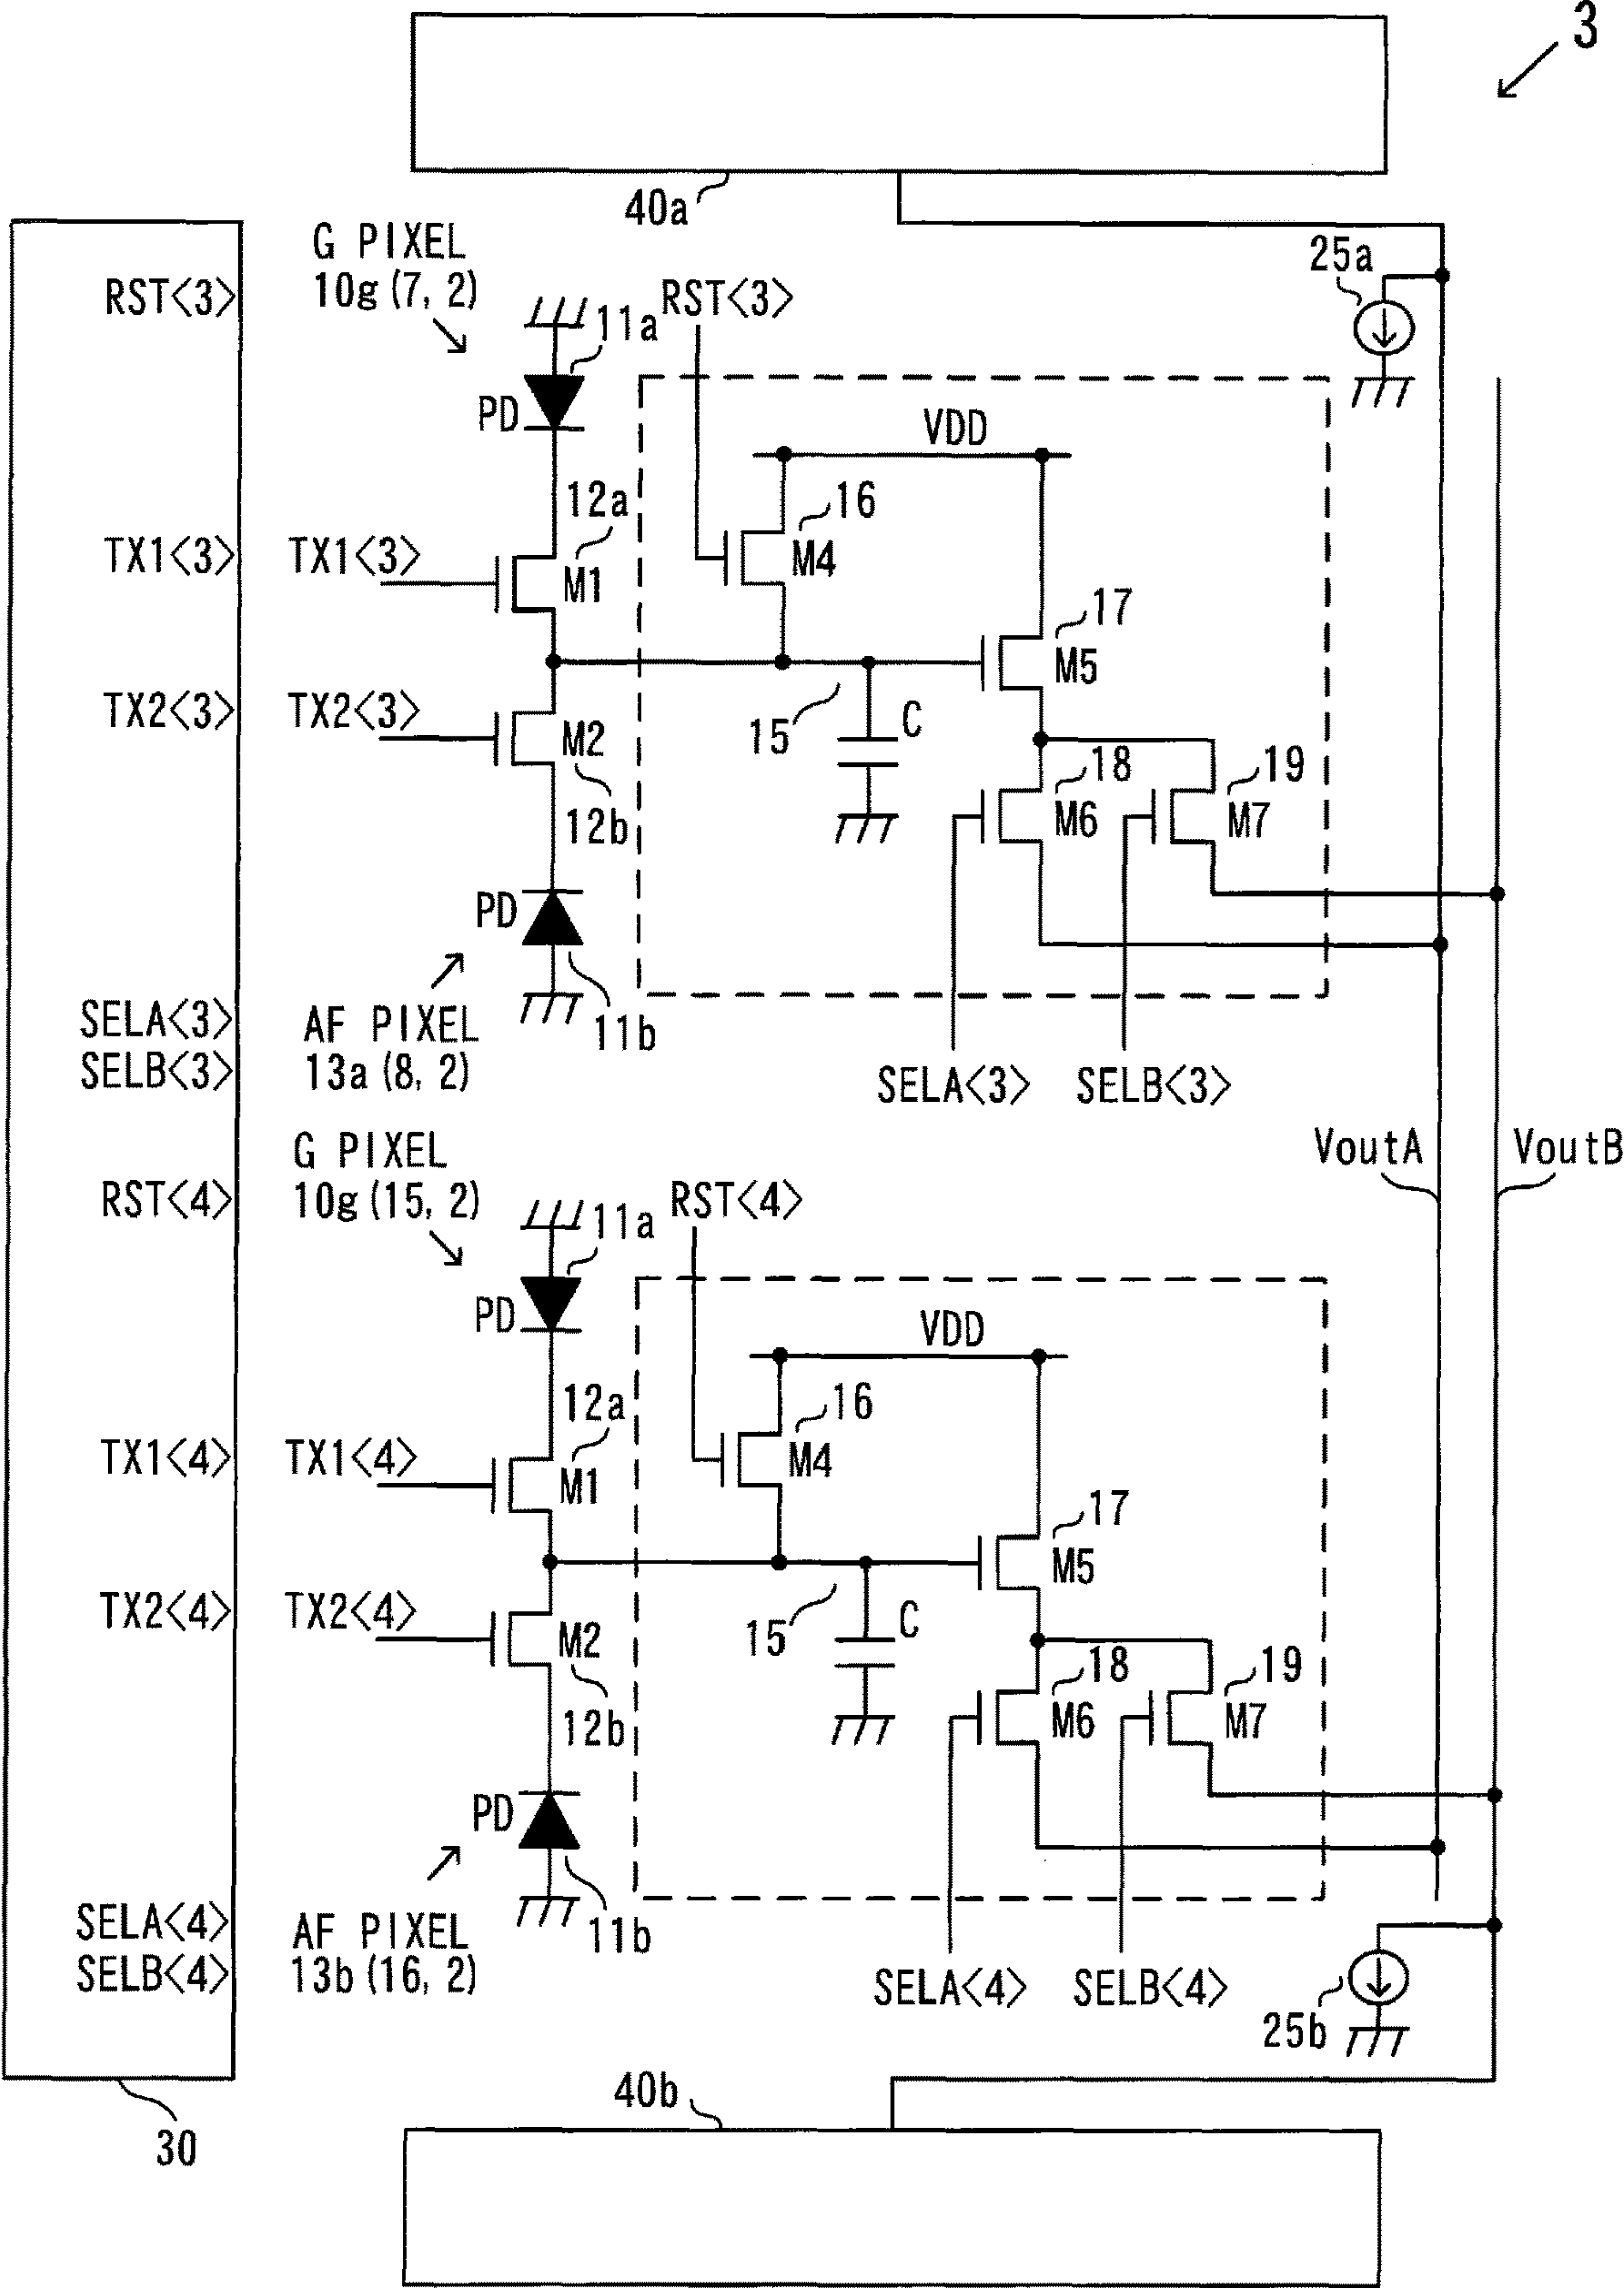 3
40a
G PIXEL
10g(7, 2)
RST<3>
RST<3>
25a
11a
PD
VDD
12a
16
TX1<3>
TX1<3>
M1
M4
17
M5
TX2<3>
TX2<3>
M2
15
C
18
19
12b
M6
M7
PD
SELA<3>
AF PIXEL
11b
SELB<3>
13a(8, 2)
SELA<3>
SELB<3>
G PIXEL
VoutA
VoutB
RST<4>
10g(15, 2)
RST<4>
11a
PD
VDD
12a
16
TX1<4>
TX1<4>
M1
M4
17
M5
TX2<4>
TX2<4>
M2
15
C
18
19
12b
M6
M7
PD
SELA<4>
AF PIXEL
11b
SELB<4>
13b(16, 2)
SELA<4>
SELB<4>
25b
40b
30